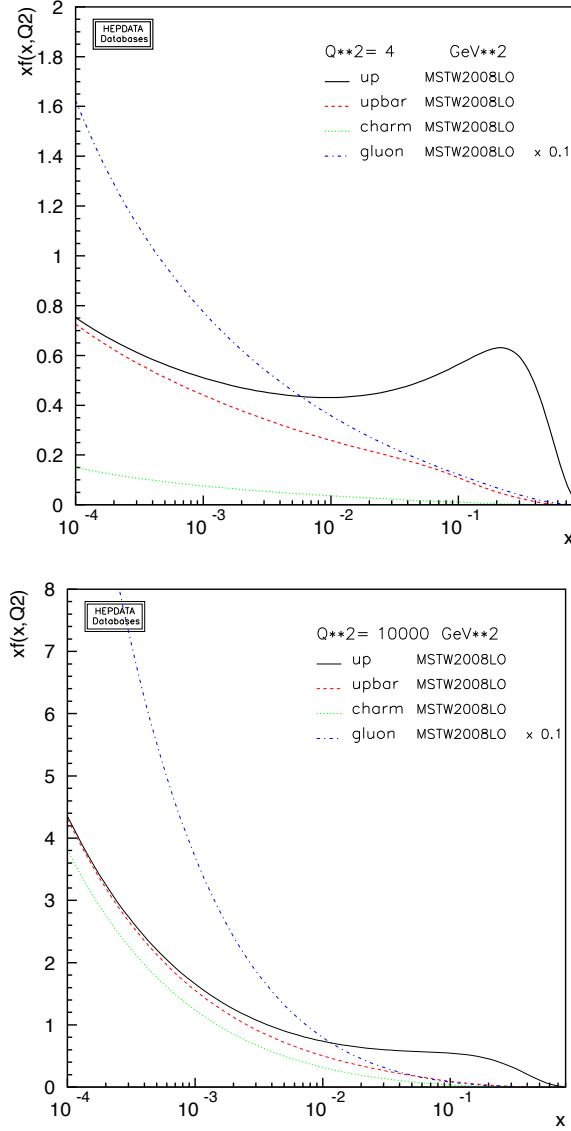 xf(x,Q2)
2
1.8
1.6
1.4
1.2
1
0.8
0.6
0.4
0.2
0
HEPDATA
Databases
Q**2= 4 GeV**2
up MSTW2008LO
upbar MSTW2008LO
charm MSTW2008LO
gluon MSTW2008LO x 0.1
10^-4 10^-3 10^-2 10^-1
x
xf(x,Q2)
8
7
6
5
4
3
2
1
0
HEPDATA
Databases
Q**2= 10000 GeV**2
up MSTW2008LO
upbar MSTW2008LO
charm MSTW2008LO
gluon MSTW2008LO x 0.1
10^-4 10^-3 10^-2 10^-1
x